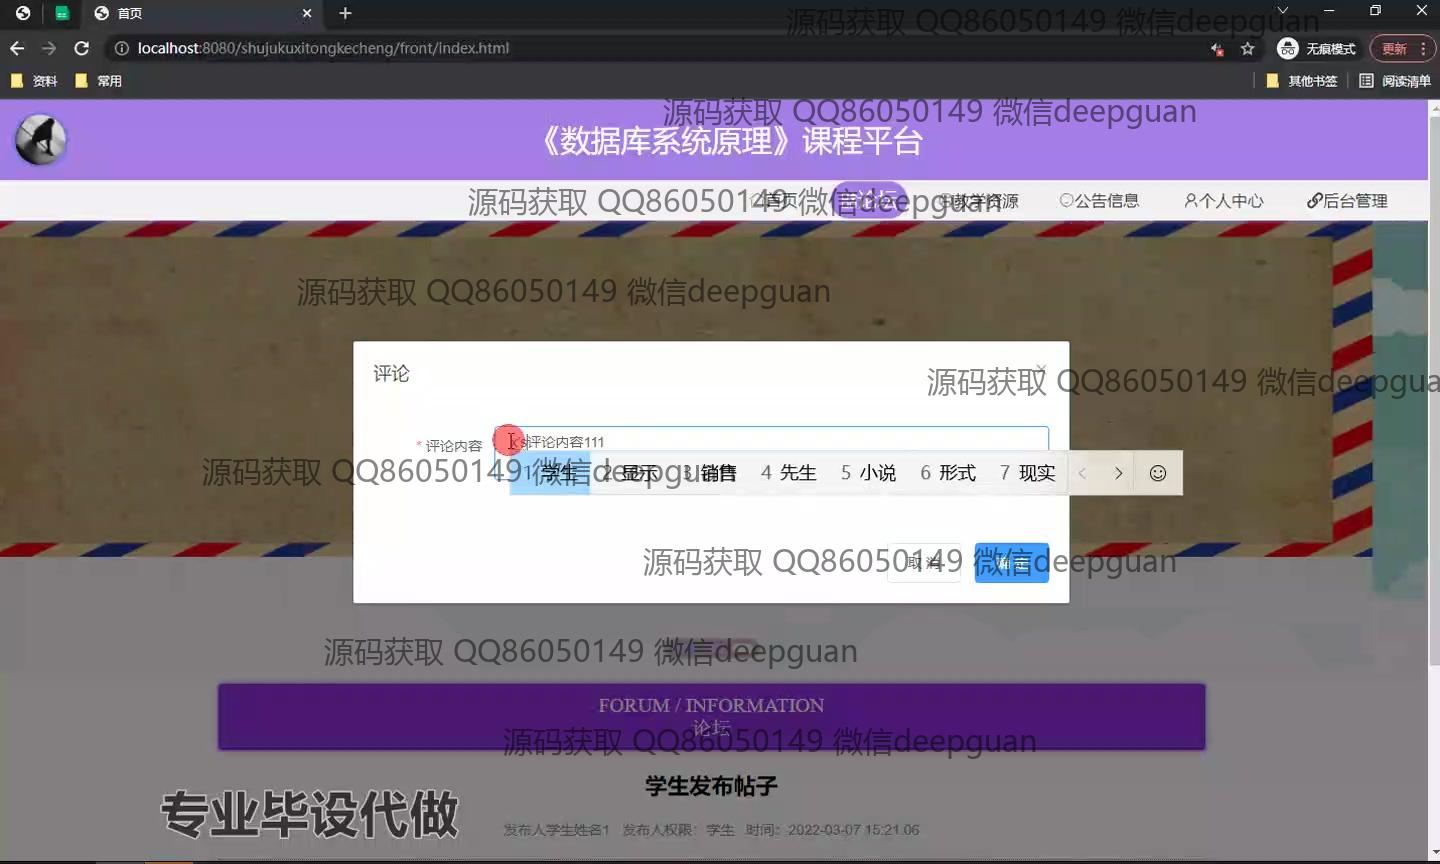 首页
源码获取 QQ86050149 微信deepguan
localhost:8080/shujukuxitongkecheng/front/index.html
无痕模式
更新
资料
常用
其他书签
阅读清单
源码获取 QQ86050149 微信deepguan
《数据库系统原理》课程平台
源码获取 QQ86050149 微信deepguan
首页
论坛
教学资源
公告信息
个人中心
后台管理
源码获取 QQ86050149 微信deepguan
评论
源码获取 QQ86050149 微信deepgua
* 评论内容
x's评论内容111
源码获取 QQ86050149 微信deepguan
1 学生 2 显示 3 销售 4 先生 5 小说 6 形式 7 现实
源码获取 QQ86050149 微信deepguan
取消
确定
源码获取 QQ86050149 微信deepguan
FORUM / INFORMATION
论坛
源码获取 QQ86050149 微信deepguan
学生发布帖子
专业毕设代做
发布人学生姓名1 发布人权限：学生 时间：2022-03-07 15:21:06